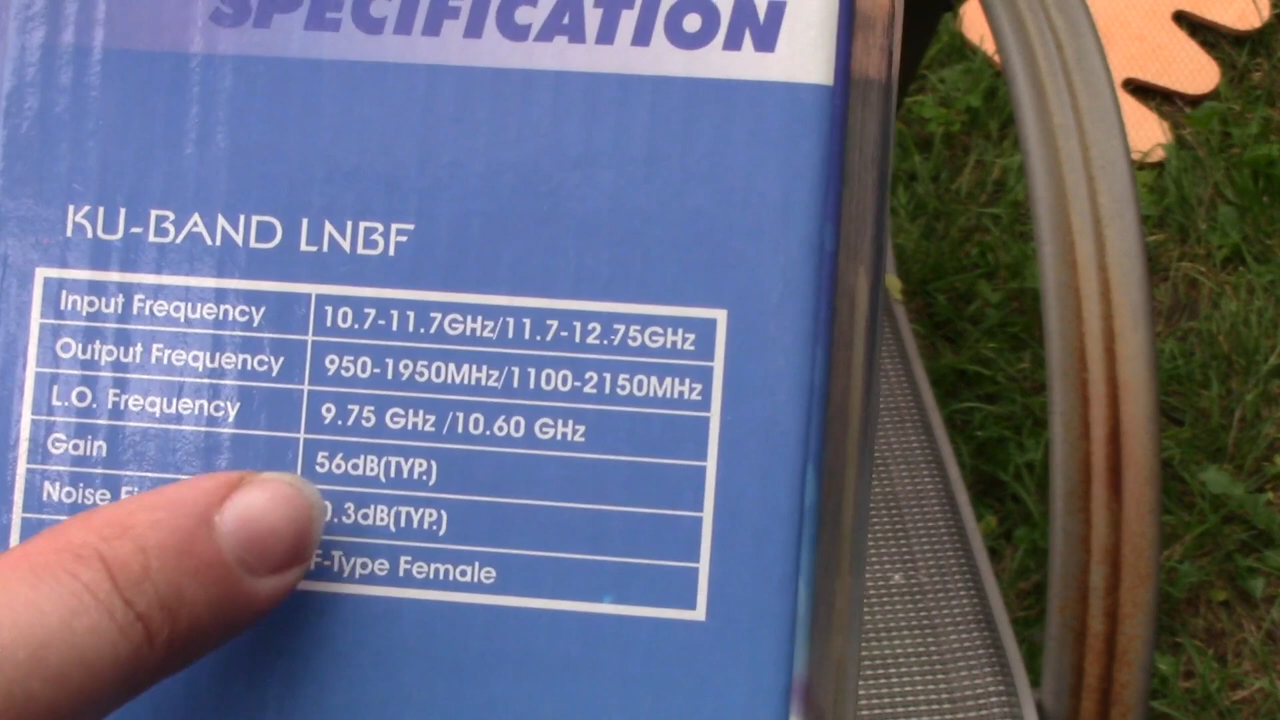 SPECIFICATION
KU-BAND LNBF
Input Frequency 10.7-11.7GHz/11.7-12.75GHz
Output Frequency 950-1950MHz/1100-2150MHz
L.O. Frequency 9.75 GHz /10.60 GHz
Gain 56dB(TYP.)
Noise .3dB(TYP.)
F-Type Female